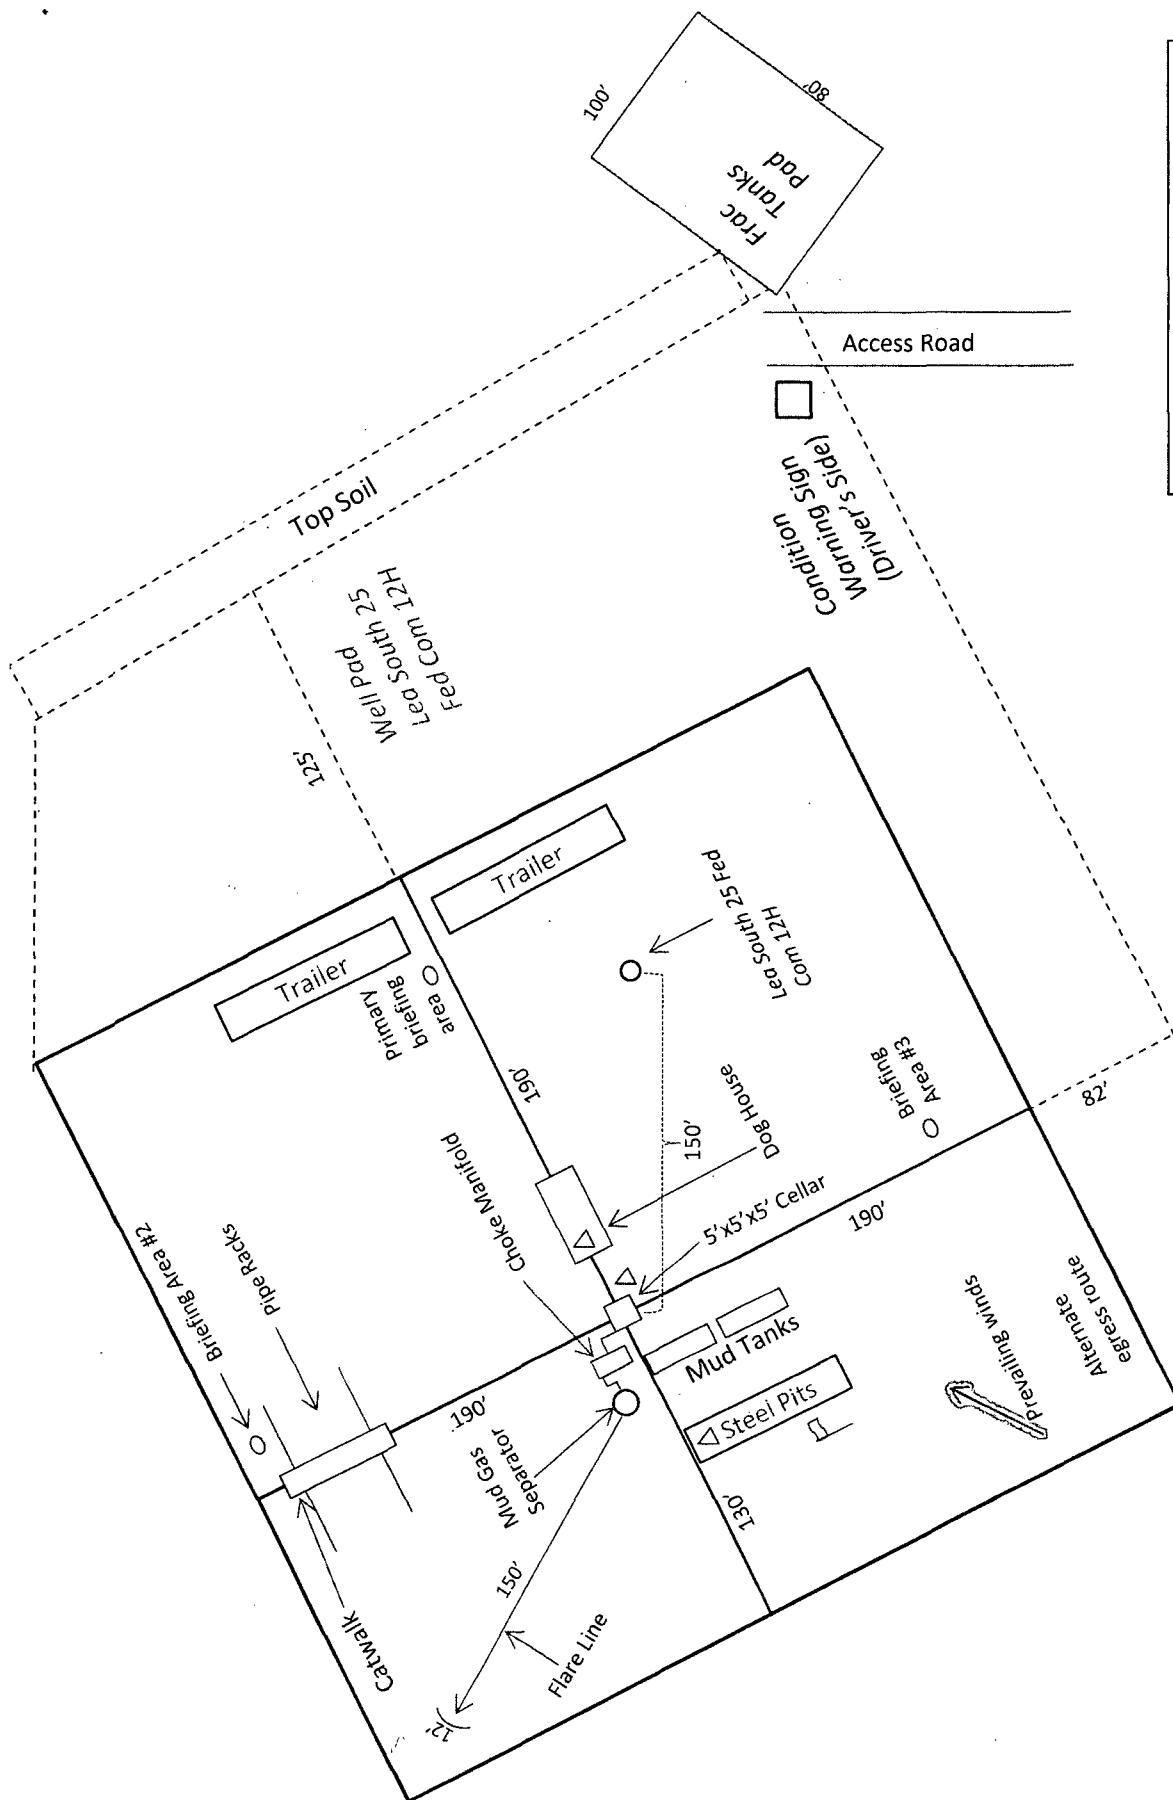 100'
80'
Frac
Tanks
Pad
Access Road
Top Soil
Condition
Warning Sign
(Driver's Side)
Well Pad
Lea South 25
Fed Com 12H
125'
Trailer
Trailer
Primary
briefing
area
Lea South 25 Fed
Com 12H
190'
Dog House
150'
Choke Manifold
5'x5'x5' Cellar
Briefing
Area #3
82'
190'
Briefing Area #2
Pipe Racks
190'
Mud Gas
Separator
Mud Tanks
Steel Pits
Prevailing winds
Alternate
egress route
130'
150'
Catwalk
Flare Line
12'